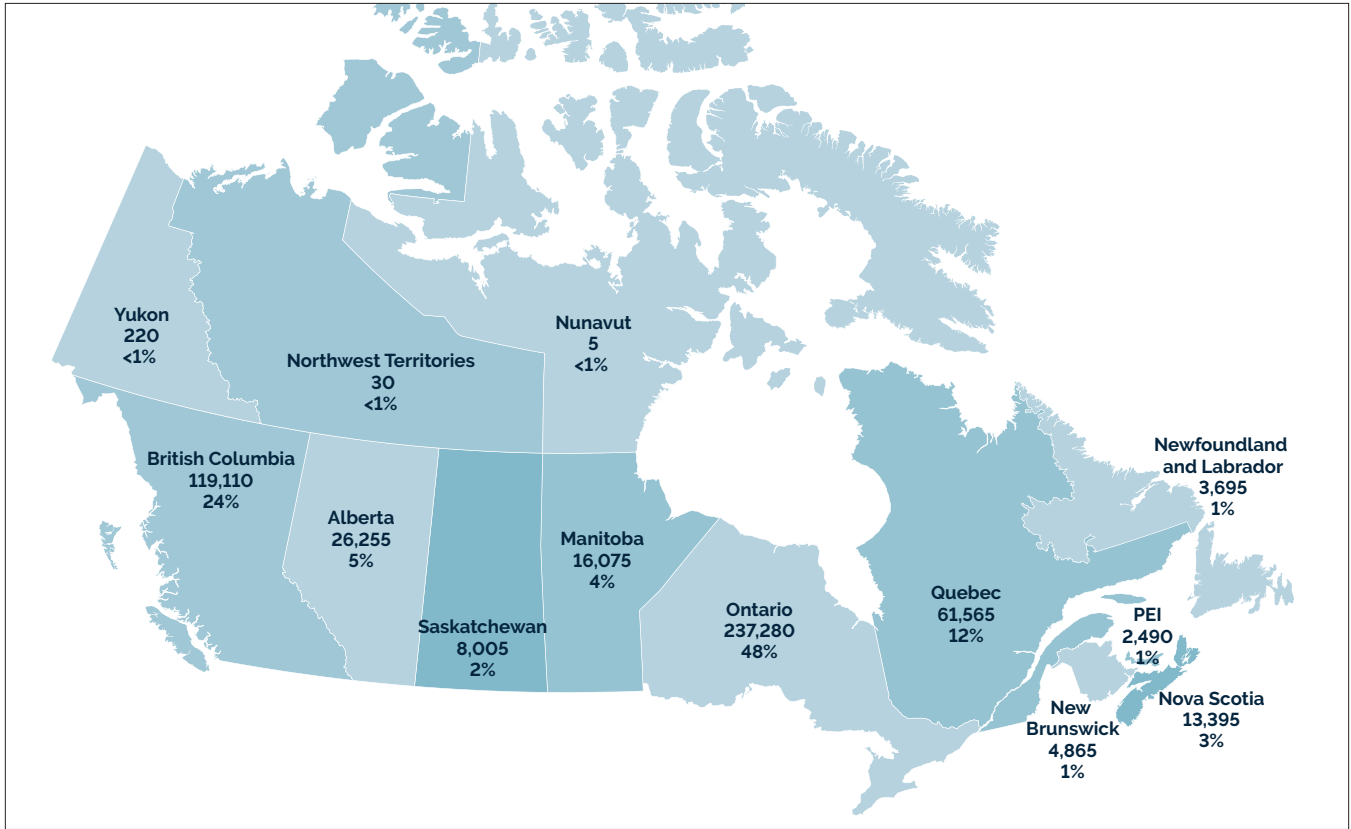 Yukon
220
<1%
Northwest Territories
30
<1%
Nunavut
5
<1%
British Columbia
119,110
24%
Alberta
26,255
5%
Saskatchewan
8,005
2%
Manitoba
16,075
4%
Ontario
237,280
48%
Quebec
61,565
12%
Newfoundland
and Labrador
3,695
1%
PEI
2,490
1%
New
Brunswick
4,865
1%
Nova Scotia
13,395
3%